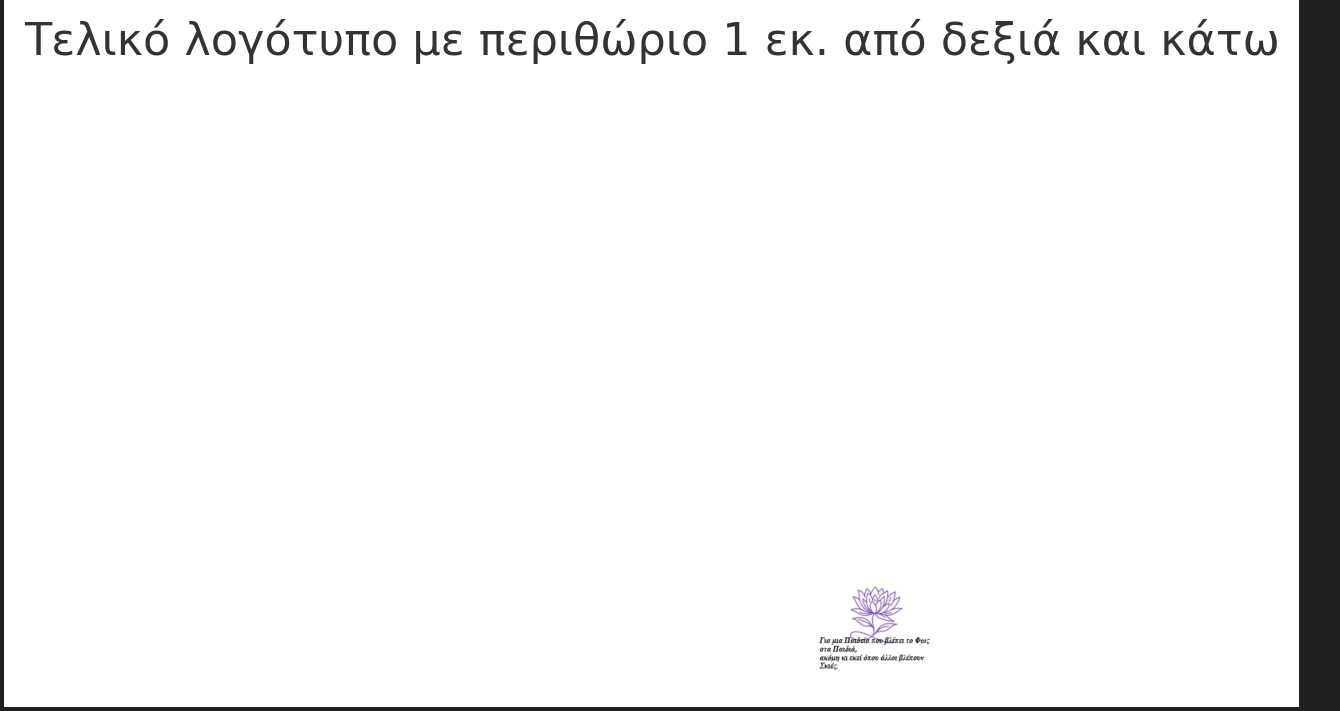 Τελικό λογότυπο με περιθώριο 1 εκ. από δεξιά και κάτω
Για μια Παιδεία που βλέπει το Φως
στα Παιδιά,
ακόμη κι εκεί όπου άλλοι βλέπουν
Σκιές.